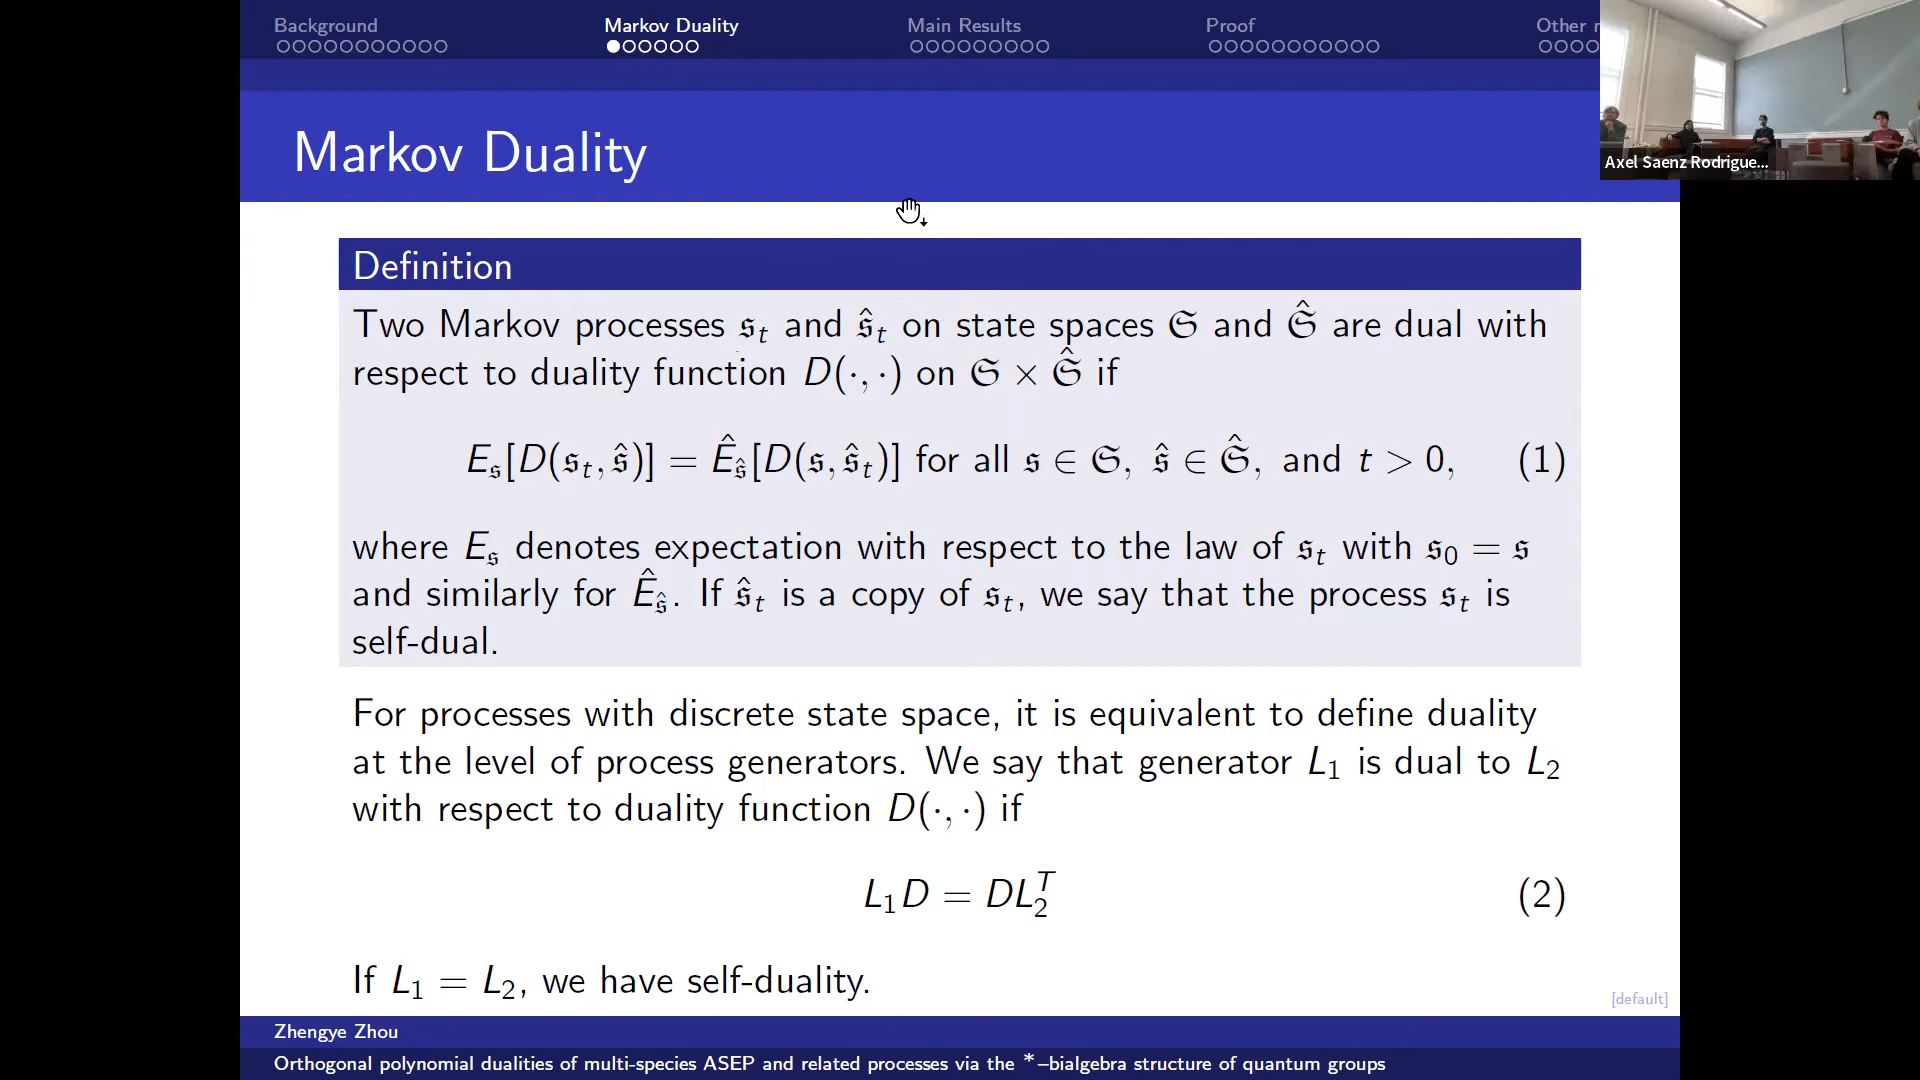 Background
Markov Duality
Main Results
Proof
Other
Axel Saenz Rodrigue...
Markov Duality
Definition
Two Markov processes 𝔰_t and 𝔰̂_t on state spaces 𝔖 and 𝔖̂ are dual with
respect to duality function D(·, ·) on 𝔖 × 𝔖̂ if
E_𝔰[D(𝔰_t, 𝔰̂)] = Ê_𝔰̂[D(𝔰, 𝔰̂_t)] for all 𝔰 ∈ 𝔖, 𝔰̂ ∈ 𝔖̂, and t > 0, (1)
where E_𝔰 denotes expectation with respect to the law of 𝔰_t with 𝔰_0 = 𝔰
and similarly for Ê_𝔰̂. If 𝔰̂_t is a copy of 𝔰_t, we say that the process 𝔰_t is
self-dual.
For processes with discrete state space, it is equivalent to define duality
at the level of process generators. We say that generator L_1 is dual to L_2
with respect to duality function D(·, ·) if
L_1D = DL_2^T (2)
If L_1 = L_2, we have self-duality.
[default]
Zhengye Zhou
Orthogonal polynomial dualities of multi-species ASEP and related processes via the *–bialgebra structure of quantum groups